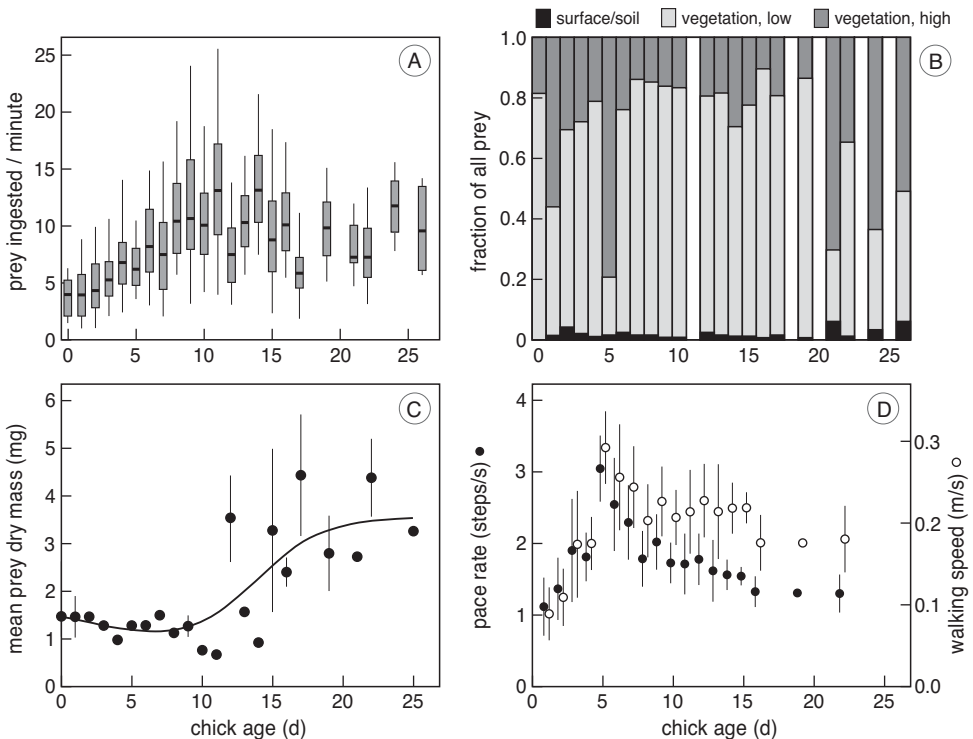 surface/soil vegetation, low vegetation, high
A
25
20
15
10
5
0
prey ingested / minute
0 5 10 15 20 25
B
1.0
0.8
0.6
0.4
0.2
0
fraction of all prey
0 5 10 15 20 25
C
6
5
4
3
2
1
0
mean prey dry mass (mg)
0 5 10 15 20 25
chick age (d)
D
4
3
2
1
0
pace rate (steps/s)
0.3
0.2
0.1
0.0
walking speed (m/s)
0 5 10 15 20 25
chick age (d)